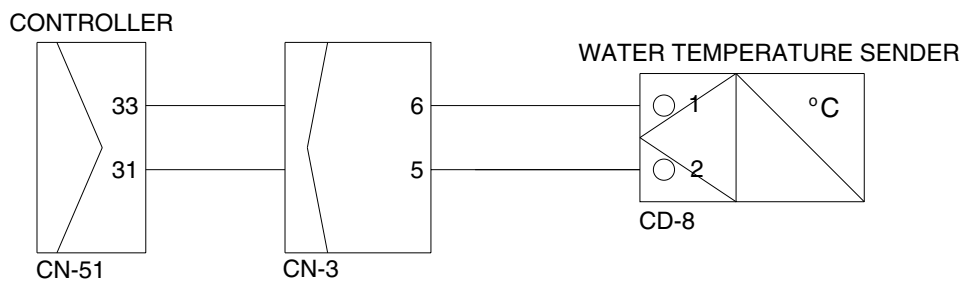 CONTROLLER
WATER TEMPERATURE SENDER
33
6
1
°C
31
5
2
CD-8
CN-51
CN-3